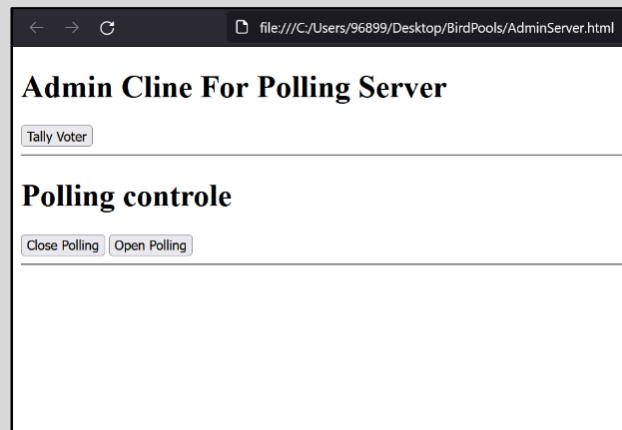 file:///C:/Users/96899/Desktop/BirdPools/AdminServer.html
Admin Cline For Polling Server
Tally Voter
Polling controle
Close Polling Open Polling